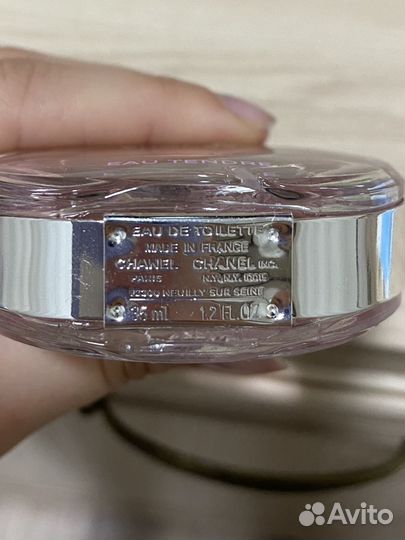 EAU TENDRE
EAU DE TOILETTE
MADE IN FRANCE
CHANEL CHANEL INC.
PARIS N.Y., N.Y. 10019
92200 NEUILLY SUR SEINE
35 mL 1.2 FL.OZ
Avito